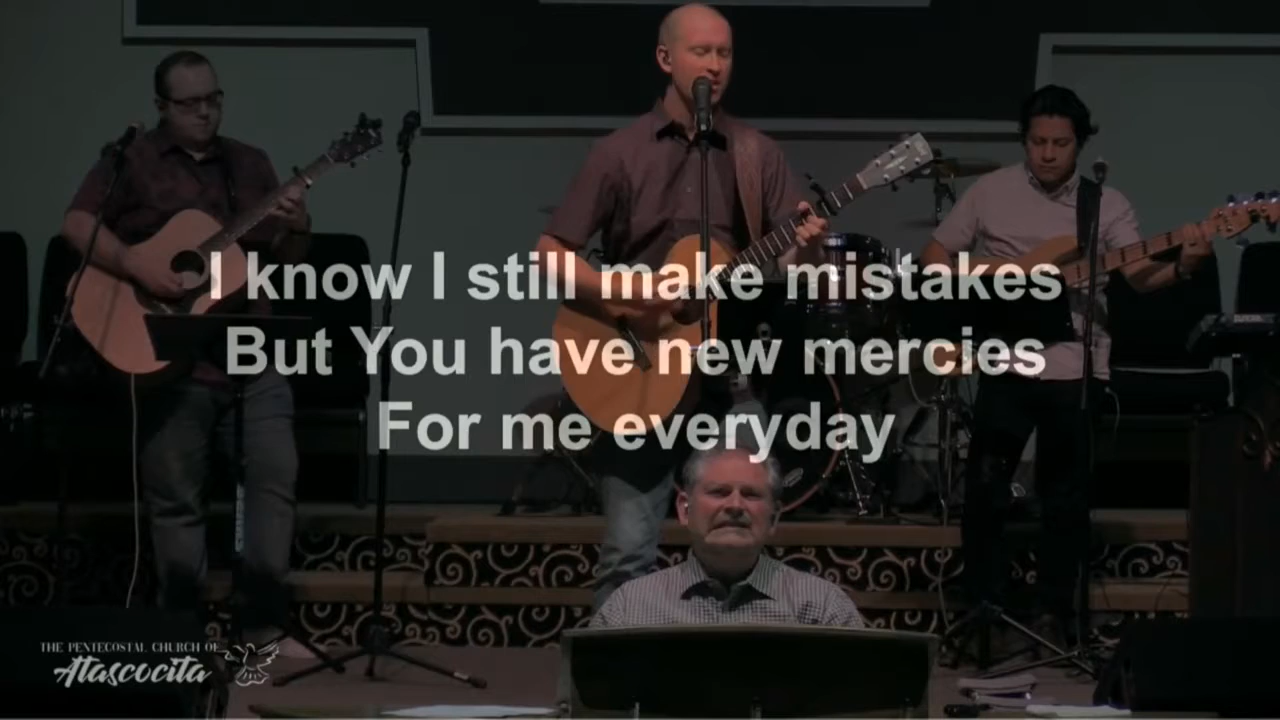 I know I still make mistakes
But You have new mercies
For me everyday
THE PENTECOSTAL CHURCH OF
Atascocita